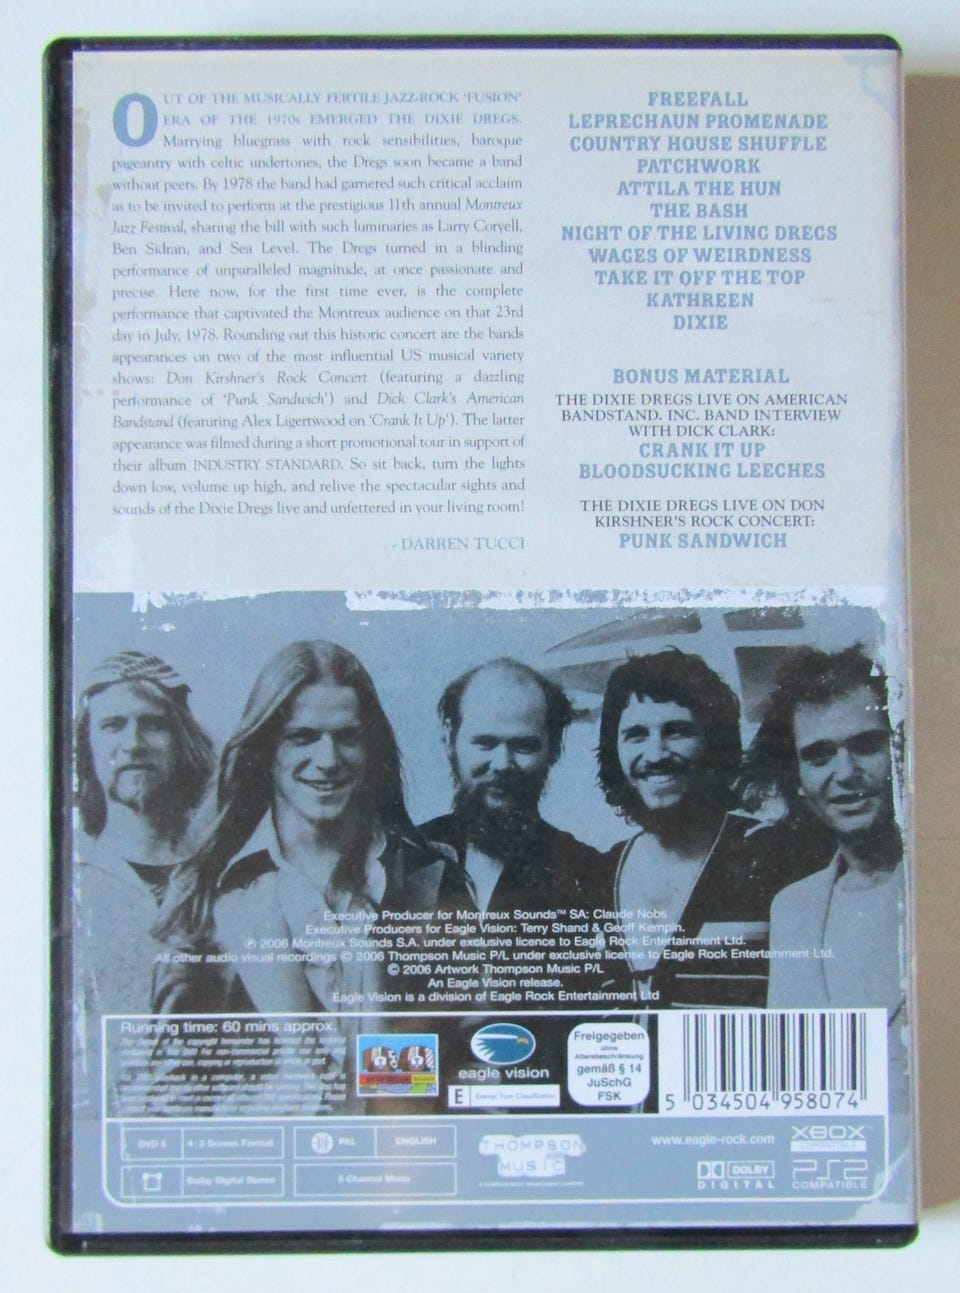 OUT OF THE MUSICALLY FERTILE JAZZ-ROCK 'FUSION'
ERA OF THE 1970s EMERGED THE DIXIE DREGS.
Marrying bluegrass with rock sensibilities, baroque
pageantry with celtic undertones, the Dregs soon became a band
without peers. By 1978 the band had garnered such critical acclaim
as to be invited to perform at the prestigious 11th annual Montreux
Jazz Festival, sharing the bill with such luminaries as Larry Coryell,
Ben Sidran, and Sea Level. The Dregs turned in a blinding
performance of unparalleled magnitude, at once passionate and
precise. Here now, for the first time ever, is the complete
performance that captivated the Montreux audience on that 23rd
day in July, 1978. Rounding out this historic concert are the bands
appearances on two of the most influential US musical variety
shows: Don Kirshner's Rock Concert (featuring a dazzling
performance of 'Punk Sandwich') and Dick Clark's American
Bandstand (featuring Alex Ligertwood on 'Crank It Up'). The latter
appearance was filmed during a short promotional tour in support of
their album INDUSTRY STANDARD. So sit back, turn the lights
down low, volume up high, and relive the spectacular sights and
sounds of the Dixie Dregs live and unfettered in your living room!
- DARREN TUCCI
FREEFALL
LEPRECHAUN PROMENADE
COUNTRY HOUSE SHUFFLE
PATCHWORK
ATTILA THE HUN
THE BASH
NIGHT OF THE LIVING DREGS
WAGES OF WEIRDNESS
TAKE IT OFF THE TOP
KATHREEN
DIXIE
BONUS MATERIAL
THE DIXIE DREGS LIVE ON AMERICAN
BANDSTAND. INC. BAND INTERVIEW
WITH DICK CLARK:
CRANK IT UP
BLOODSUCKING LEECHES
THE DIXIE DREGS LIVE ON DON
KIRSHNER'S ROCK CONCERT:
PUNK SANDWICH
Executive Producer for Montreux Sounds™ SA: Claude Nobs
Executive Producers for Eagle Vision: Terry Shand & Geoff Kempin.
℗ 2006 Montreux Sounds S.A. under exclusive licence to Eagle Rock Entertainment Ltd.
All other audio visual recordings © 2006 Thompson Music P/L under exclusive license to Eagle Rock Entertainment Ltd.
© 2006 Artwork Thompson Music P/L
An Eagle Vision release.
Eagle Vision is a division of Eagle Rock Entertainment Ltd
Running time: 60 mins approx.
eagle vision
E Exempt from Classification
Freigegeben
ohne
Altersbeschränkung
gemäß § 14
JuSchG
FSK
5 034504 958074
DVD 5
4:3 Screen Format
PAL
ENGLISH
Dolby Digital Stereo
5 Channel Mono
THOMPSON
MUSIC
www.eagle-rock.com
XBOX
COMPATIBLE
DOLBY
DIGITAL
PS2
COMPATIBLE